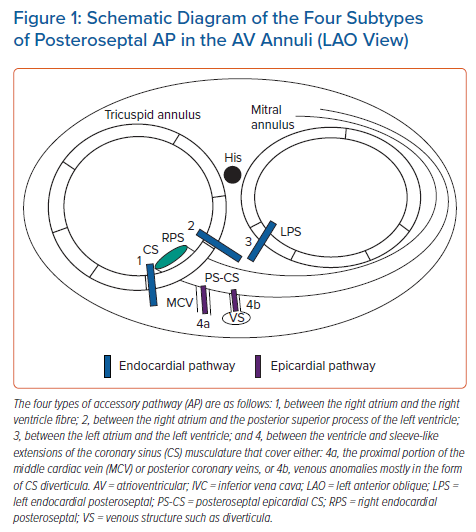 Figure 1: Schematic Diagram of the Four Subtypes
of Posteroseptal AP in the AV Annuli (LAO View)
Tricuspid annulus
Mitral
annulus
His
2
RPS
CS
1
3
LPS
PS-CS
MCV
4a
4b
VS
Endocardial pathway
Epicardial pathway
The four types of accessory pathway (AP) are as follows: 1, between the right atrium and the right
ventricle fibre; 2, between the right atrium and the posterior superior process of the left ventricle;
3, between the left atrium and the left ventricle; and 4, between the ventricle and sleeve-like
extensions of the coronary sinus (CS) musculature that cover either: 4a, the proximal portion of the
middle cardiac vein (MCV) or posterior coronary veins, or 4b, venous anomalies mostly in the form
of CS diverticula. AV = atrioventricular; IVC = inferior vena cava; LAO = left anterior oblique; LPS =
left endocardial posteroseptal; PS-CS = posteroseptal epicardial CS; RPS = right endocardial
posteroseptal; VS = venous structure such as diverticula.